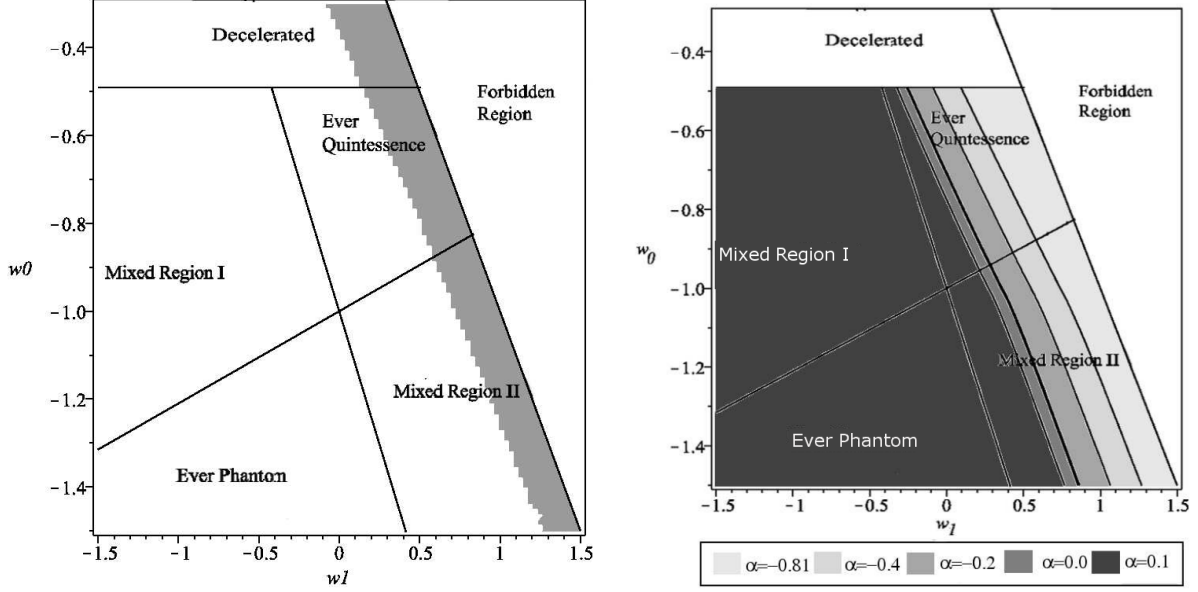 Decelerated
Forbidden
Region
Ever
Quintessence
Mixed Region I
Mixed Region II
Ever Phantom
w0
−0.4
−0.6
−0.8
−1.0
−1.2
−1.4
−1.5
−1
−0.5
0
0.5
1
1.5
w1
Decelerated
Forbidden
Region
Ever
Quintessence
Mixed Region I
Mixed Region II
Ever Phantom
w₀
−0.4
−0.6
−0.8
−1.0
−1.2
−1.4
−1.5
−1
−0.5
0
0.5
1
1.5
w₁
α=−0.81 α=−0.4 α=−0.2 α=0.0 α=0.1